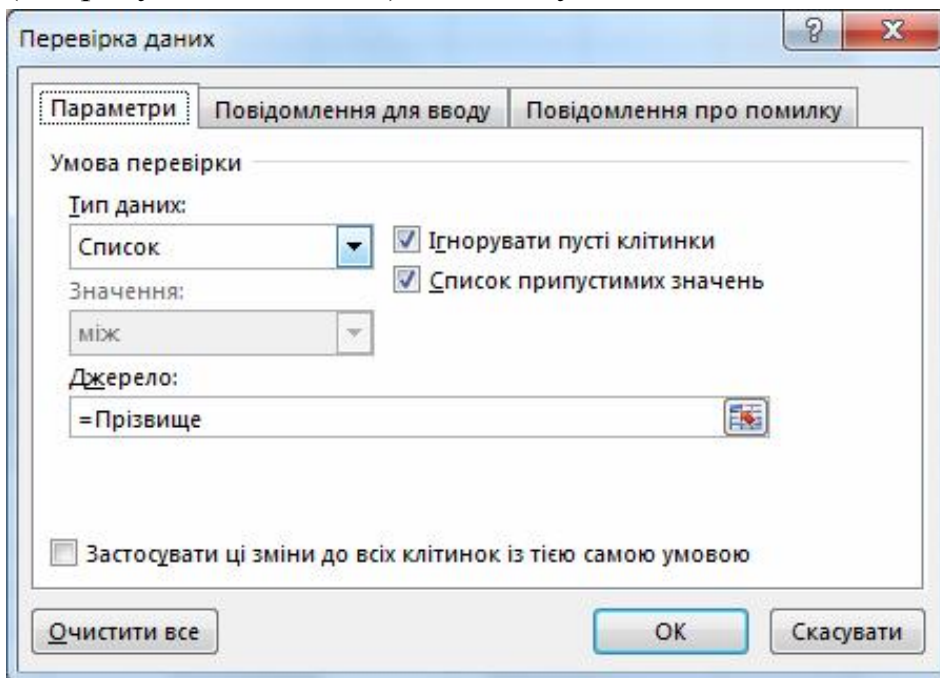 Перевірка даних
Параметри Повідомлення для вводу Повідомлення про помилку
Умова перевірки
Тип даних:
Список
Ігнорувати пусті клітинки
Список припустимих значень
Значення:
між
Джерело:
=Прізвище
Застосувати ці зміни до всіх клітинок із тією самою умовою
Очистити все ОК Скасувати